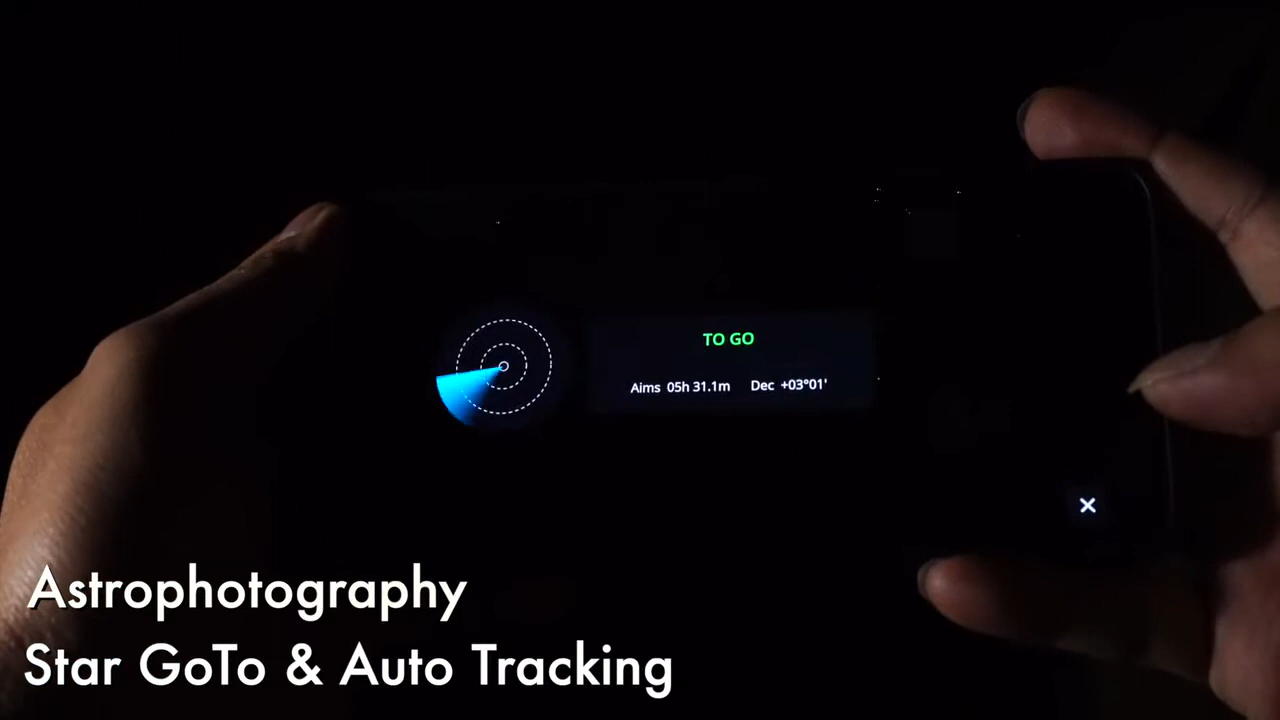 TO GO
Aims 05h 31.1m Dec +03°01'
Astrophotography
Star GoTo & Auto Tracking